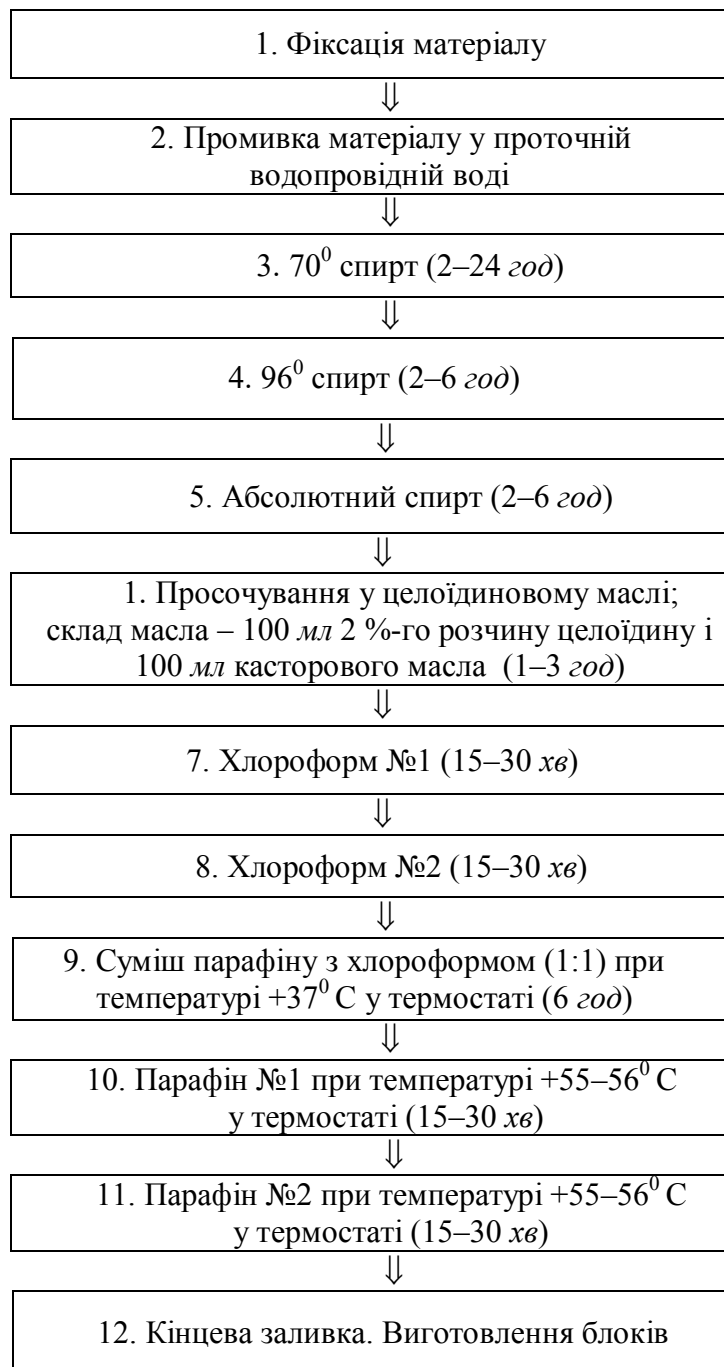 1. Фіксація матеріалу
⇓
2. Промивка матеріалу у проточній
водопровідній воді
⇓
3. 70⁰ спирт (2–24 год)
⇓
4. 96⁰ спирт (2–6 год)
⇓
5. Абсолютний спирт (2–6 год)
⇓
1. Просочування у целоїдиновому маслі;
склад масла – 100 мл 2 %-го розчину целоїдину і
100 мл касторового масла (1–3 год)
⇓
7. Хлороформ №1 (15–30 хв)
⇓
8. Хлороформ №2 (15–30 хв)
⇓
9. Суміш парафіну з хлороформом (1:1) при
температурі +37⁰ С у термостаті (6 год)
⇓
10. Парафін №1 при температурі +55–56⁰ С
у термостаті (15–30 хв)
⇓
11. Парафін №2 при температурі +55–56⁰ С
у термостаті (15–30 хв)
⇓
12. Кінцева заливка. Виготовлення блоків